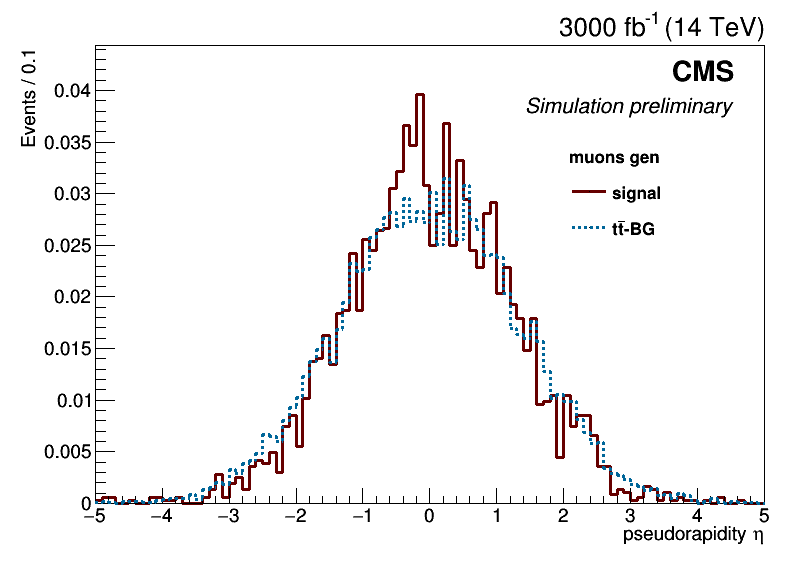 3000 fb⁻¹ (14 TeV)
CMS
Simulation preliminary
muons gen
signal
tt̄-BG
Events / 0.1
0.04
0.035
0.03
0.025
0.02
0.015
0.01
0.005
0
−5 −4 −3 −2 −1 0 1 2 3 4 5
pseudorapidity η